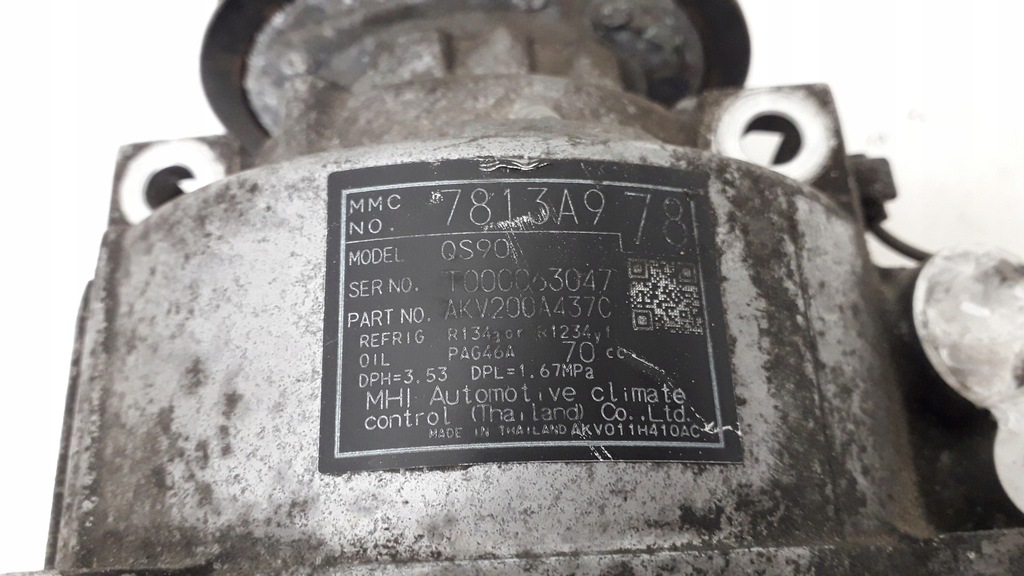 MMC NO. 7813A978
MODEL QS90
SER NO. T000063047
PART NO. AKV200A437C
REFRIG R134a or R1234yf
OIL PAG46A 70 cc
DPH=3.53 DPL=1.67MPa
MHI Automotive climate
control (Thailand) Co.,Ltd.
MADE IN THAILAND AKV011H410AC